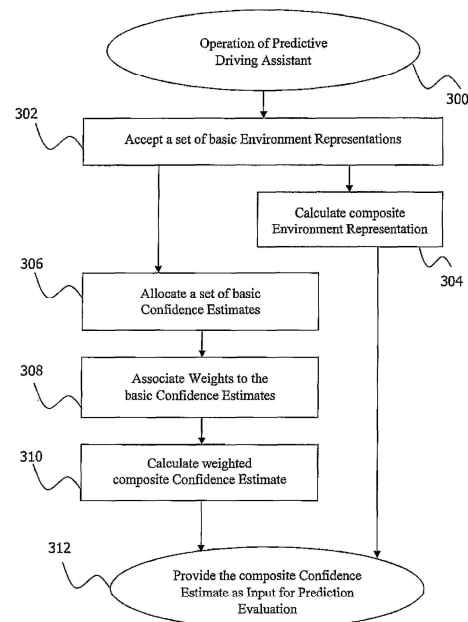 Operation of Predictive
Driving Assistant
300
302
Accept a set of basic Environment Representations
Calculate composite
Environment Representation
304
306
Allocate a set of basic
Confidence Estimates
308
Associate Weights to the
basic Confidence Estimates
310
Calculate weighted
composite Confidence Estimate
312
Provide the composite Confidence
Estimate as Input for Prediction
Evaluation